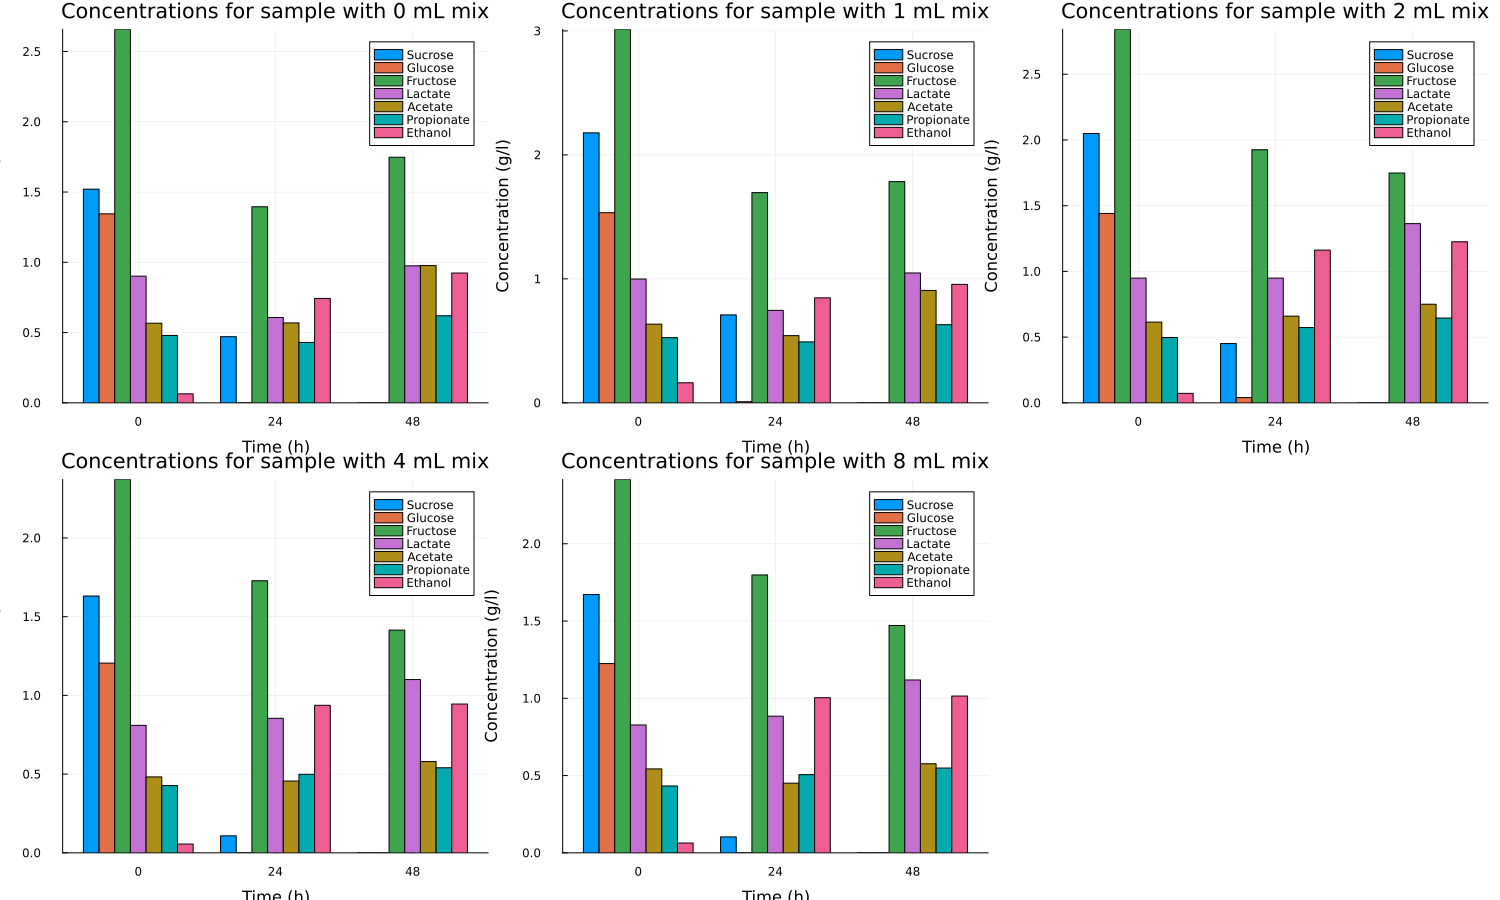 Concentrations for sample with 0 mL mix
2.5
2.0
1.5
1.0
0.5
0.0
Sucrose
Glucose
Fructose
Lactate
Acetate
Propionate
Ethanol
0
24
48
Time (h)
Concentrations for sample with 1 mL mix
Concentration (g/l)
3
2
1
0
Sucrose
Glucose
Fructose
Lactate
Acetate
Propionate
Ethanol
0
24
48
Time (h)
Concentrations for sample with 2 mL mix
Concentration (g/l)
2.5
2.0
1.5
1.0
0.5
0.0
Sucrose
Glucose
Fructose
Lactate
Acetate
Propionate
Ethanol
0
24
48
Time (h)
Concentrations for sample with 4 mL mix
2.0
1.5
1.0
0.5
0.0
Sucrose
Glucose
Fructose
Lactate
Acetate
Propionate
Ethanol
0
24
48
Time (h)
Concentrations for sample with 8 mL mix
Concentration (g/l)
2.0
1.5
1.0
0.5
0.0
Sucrose
Glucose
Fructose
Lactate
Acetate
Propionate
Ethanol
0
24
48
Time (h)